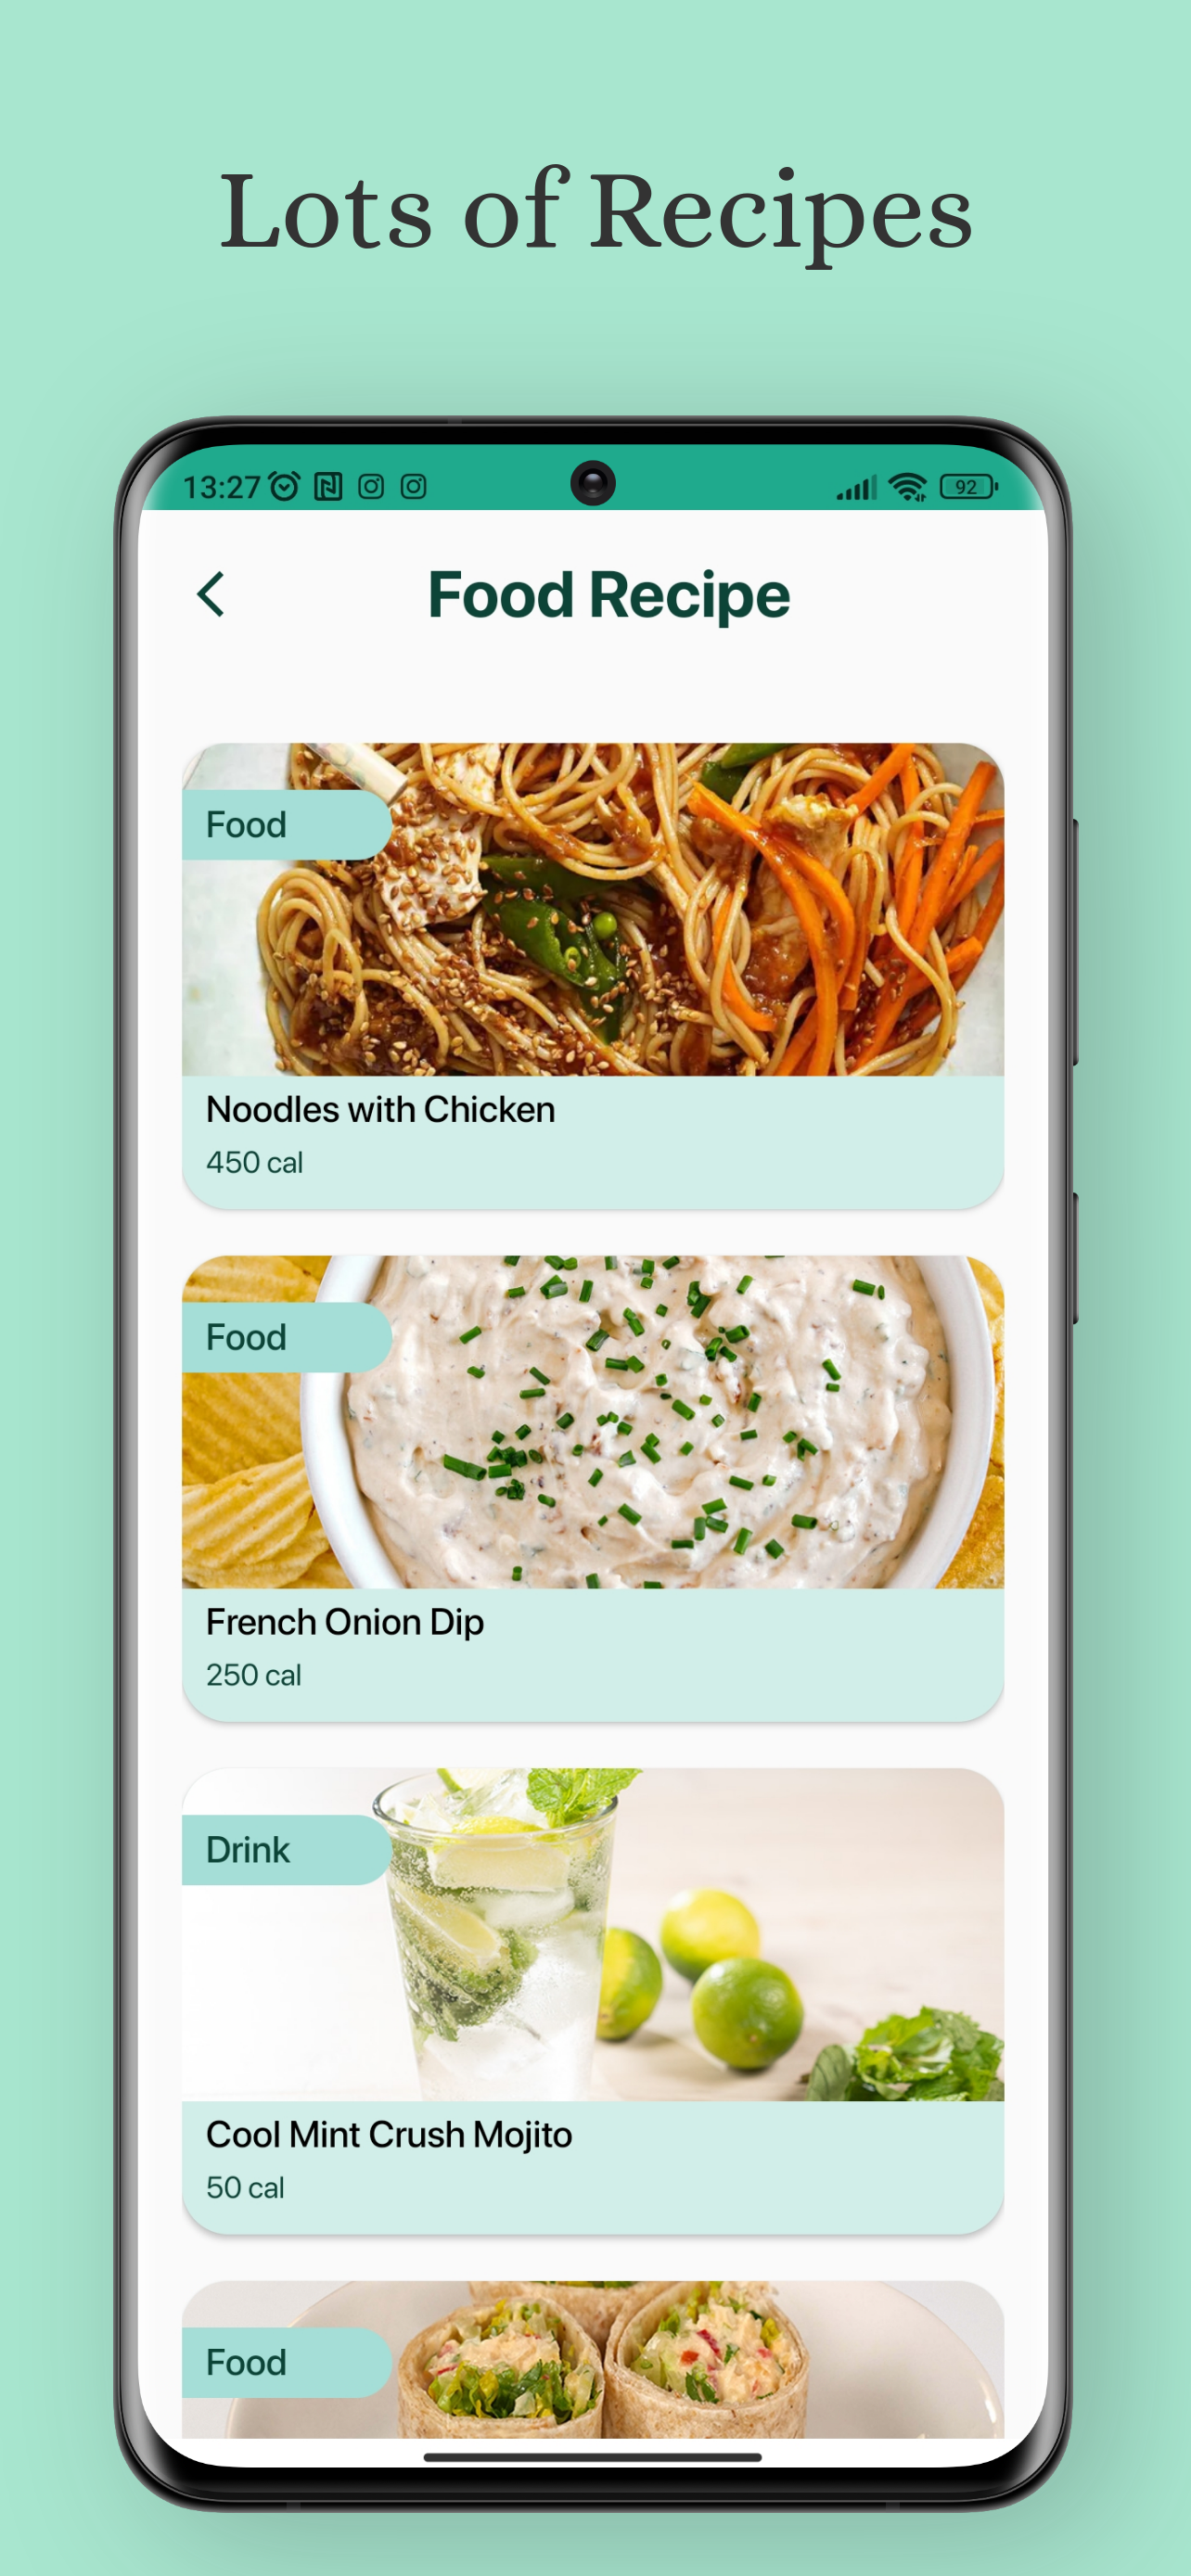 Lots of Recipes
13:27
92
Food Recipe
Food
Noodles with Chicken
450 cal
Food
French Onion Dip
250 cal
Drink
Cool Mint Crush Mojito
50 cal
Food